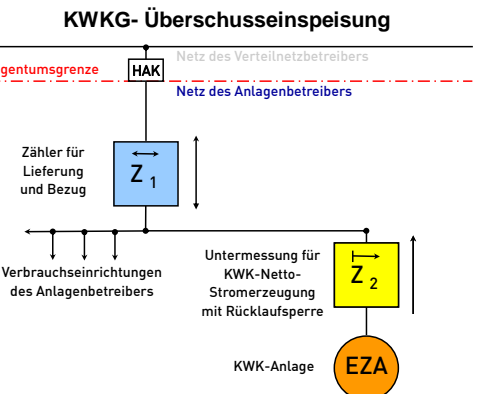 KWKG- Überschusseinspeisung
Netz des Verteilnetzbetreibers
gentumsgrenze
HAK
Netz des Anlagenbetreibers
Zähler für
Lieferung
und Bezug
Z 1
Verbrauchseinrichtungen
des Anlagenbetreibers
Untermessung für
KWK-Netto-
Stromerzeugung
mit Rücklaufsperre
Z 2
KWK-Anlage
EZA